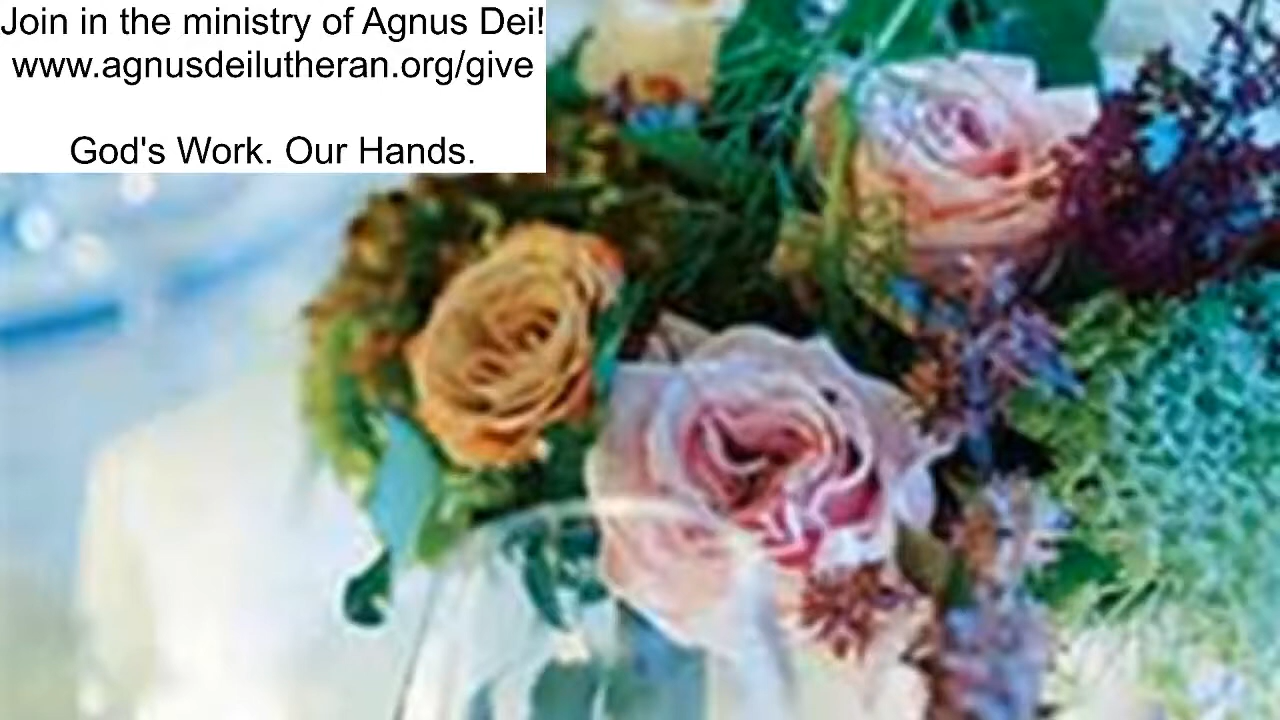 Join in the ministry of Agnus Dei!
www.agnusdeilutheran.org/give
God's Work. Our Hands.